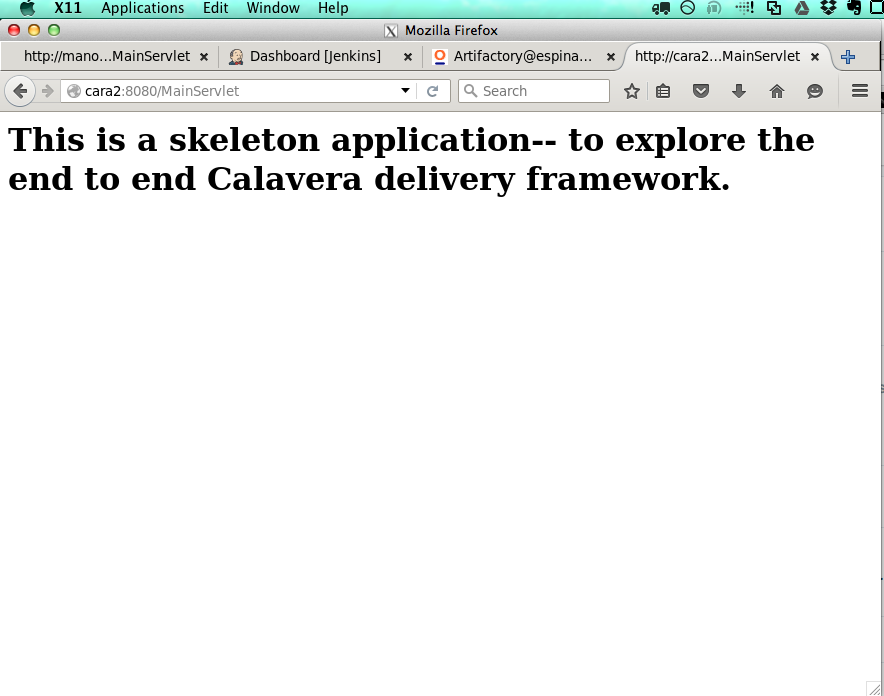 X11 Applications Edit Window Help
Mozilla Firefox
http://mano...MainServlet
Dashboard [Jenkins]
Artifactory@espina...
http://cara2...MainServlet
cara2:8080/MainServlet
Search
This is a skeleton application-- to explore the
end to end Calavera delivery framework.